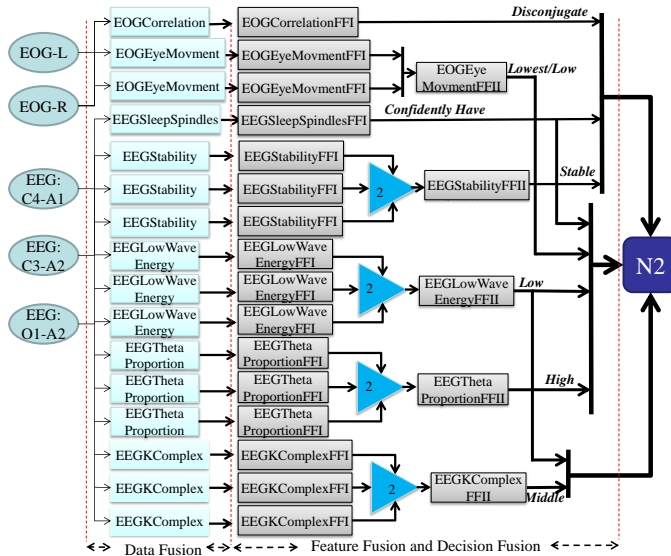 Disconjugate
EOGCorrelation
EOGCorrelationFFI
EOG-L
EOGEyeMovment
EOGEyeMovmentFFI
EOGEye
MovmentFFII
Lowest/Low
EOGEyeMovment
EOGEyeMovmentFFI
EOG-R
Confidently Have
EEGSleepSpindles
EEGSleepSpindlesFFI
EEGStability
EEGStabilityFFI
EEG:
C4-A1
EEGStability
EEGStabilityFFI
2
EEGStabilityFFII
Stable
EEGStability
EEGStabilityFFI
EEG:
C3-A2
EEGLowWave
Energy
EEGLowWave
EnergyFFI
N2
EEGLowWave
Energy
EEGLowWave
EnergyFFI
2
EEGLowWave
EnergyFFII
Low
EEG:
O1-A2
EEGLowWave
Energy
EEGLowWave
EnergyFFI
EEGTheta
Proportion
EEGTheta
ProportionFFI
EEGTheta
Proportion
EEGTheta
ProportionFFI
2
EEGTheta
ProportionFFII
High
EEGTheta
Proportion
EEGTheta
ProportionFFI
EEGKComplex
EEGKComplexFFI
EEGKComplex
EEGKComplexFFI
2
EEGKComplex
FFII
Middle
EEGKComplex
EEGKComplexFFI
Data Fusion
Feature Fusion and Decision Fusion